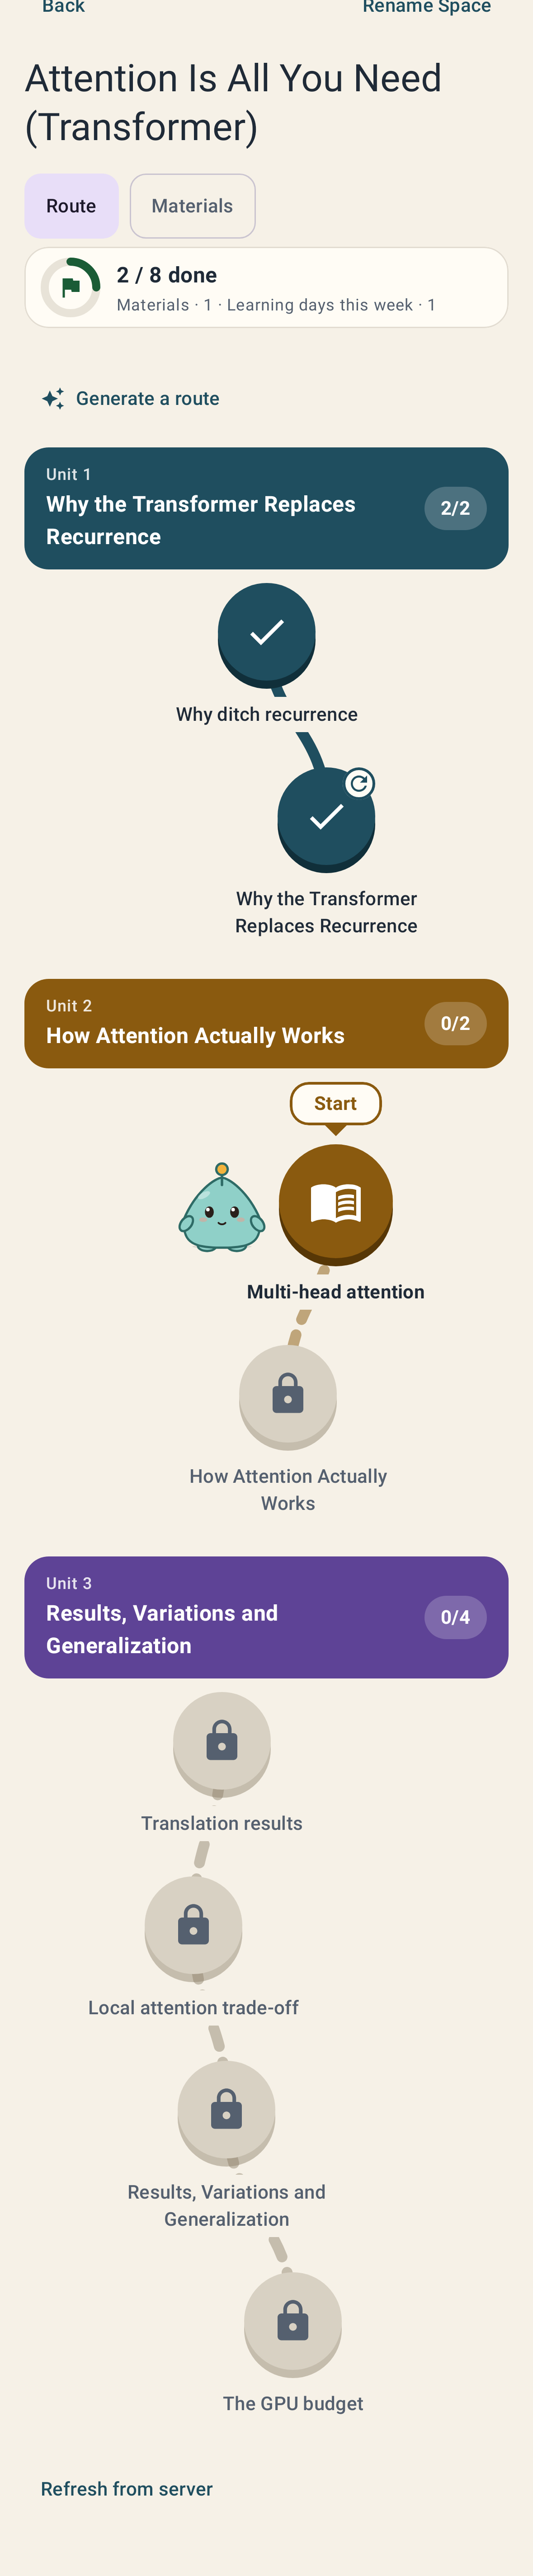 Back
Rename Space
Attention Is All You Need
(Transformer)
Route
Materials
2 / 8 done
Materials · 1 · Learning days this week · 1
Generate a route
Unit 1
Why the Transformer Replaces
Recurrence
2/2
Why ditch recurrence
Why the Transformer
Replaces Recurrence
Unit 2
How Attention Actually Works
0/2
Start
Multi-head attention
How Attention Actually
Works
Unit 3
Results, Variations and
Generalization
0/4
Translation results
Local attention trade-off
Results, Variations and
Generalization
The GPU budget
Refresh from server